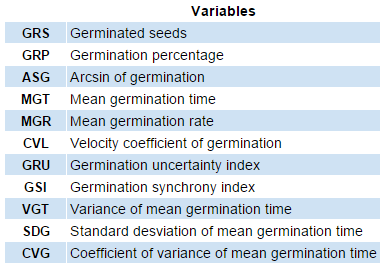 Variables
GRS Germinated seeds
GRP Germination percentage
ASG Arcsin of germination
MGT Mean germination time
MGR Mean germination rate
CVL Velocity coefficient of germination
GRU Germination uncertainty index
GSI Germination synchrony index
VGT Variance of mean germination time
SDG Standard desviation of mean germination time
CVG Coefficient of variance of mean germination time